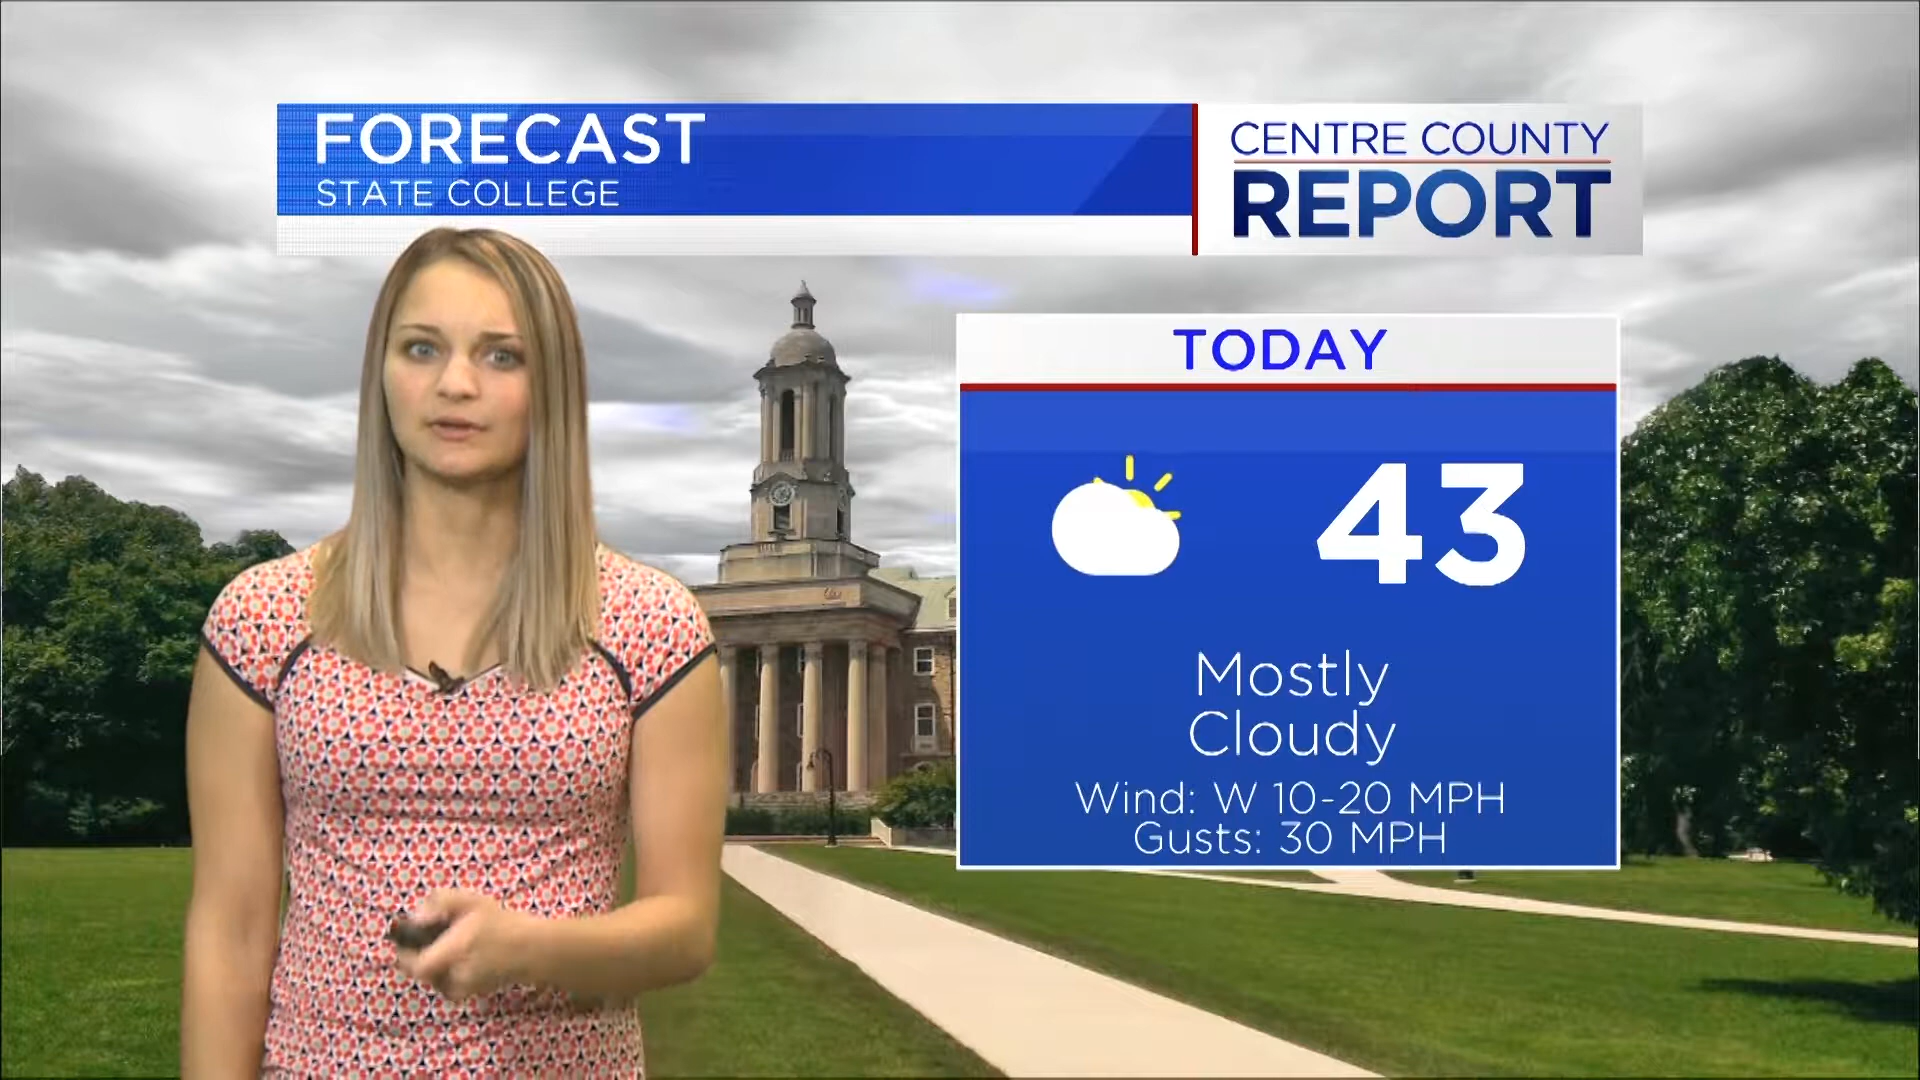 FORECAST
STATE COLLEGE
CENTRE COUNTY
REPORT
TODAY
43
Mostly
Cloudy
Wind: W 10-20 MPH
Gusts: 30 MPH